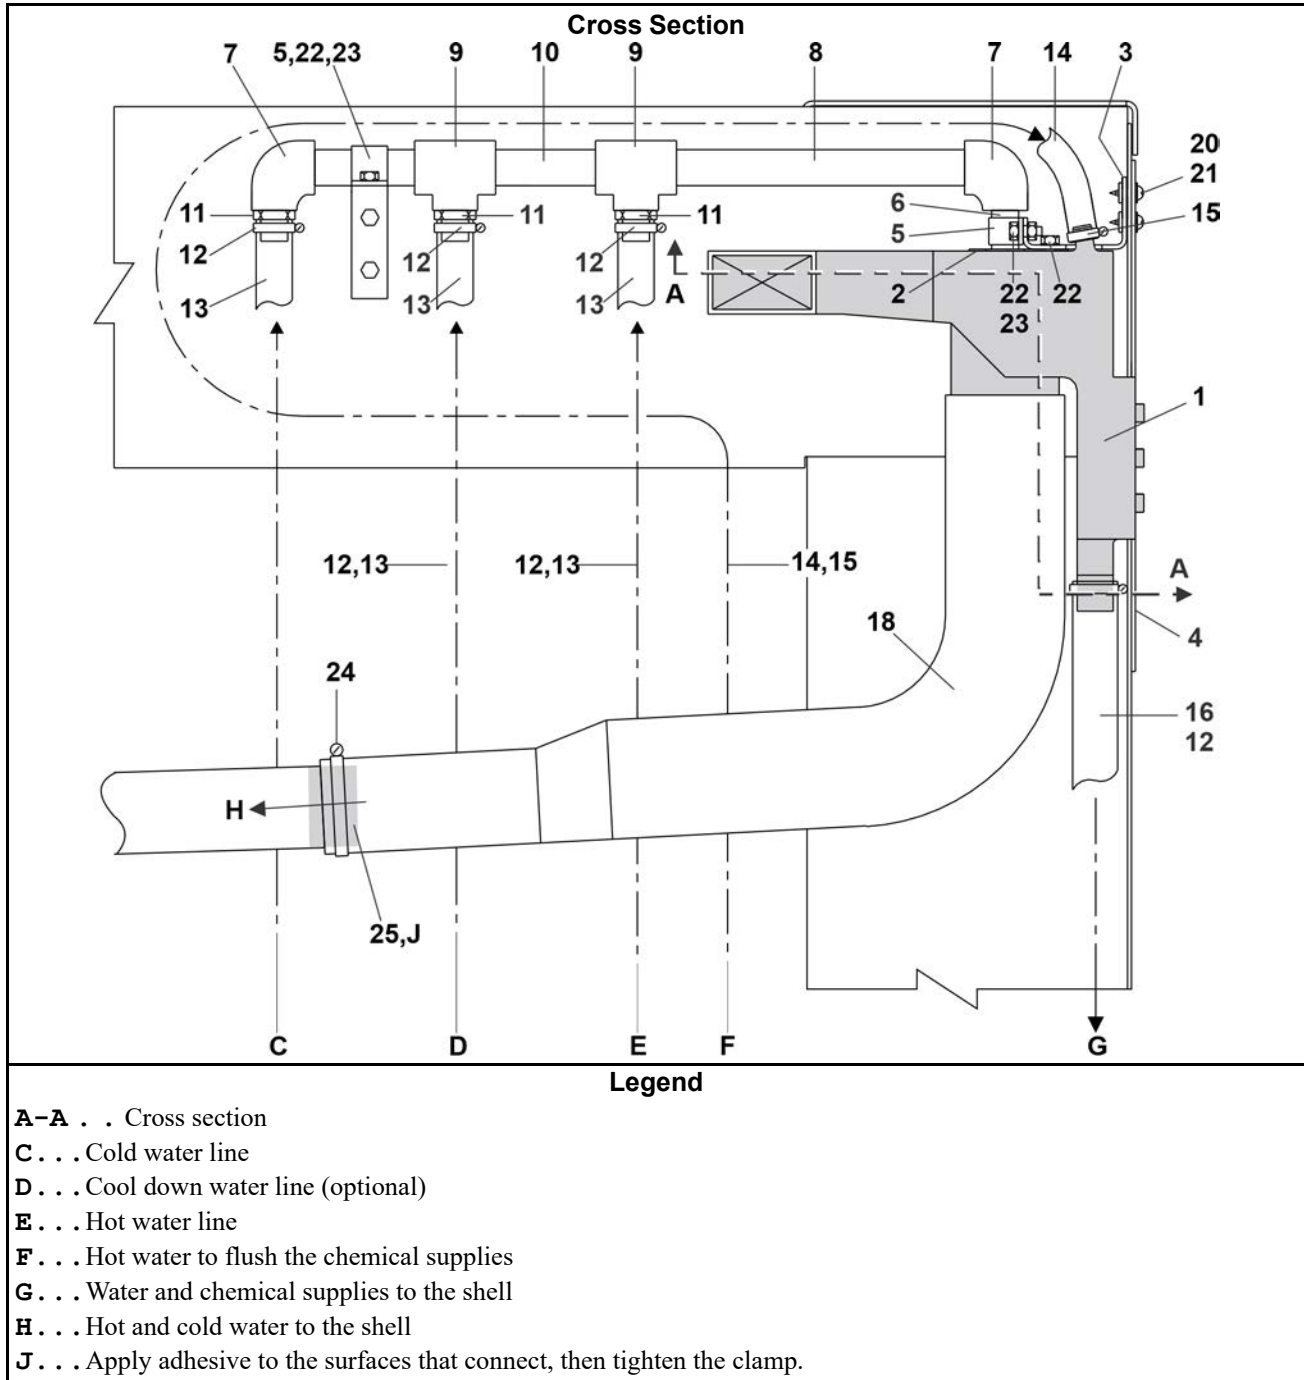 Cross Section
7 5,22,23 9 10 9 8 7 14 3
20
21
11 11 11 6 15
12 12 12 5
13 13 13 A 2 22 22
23
1
12,13 12,13 14,15 A
18 4
24
16
12
H
25,J
C D E F G
Legend
A-A . . Cross section
C. . . Cold water line
D. . . Cool down water line (optional)
E. . . Hot water line
F. . . Hot water to flush the chemical supplies
G. . . Water and chemical supplies to the shell
H. . . Hot and cold water to the shell
J. . . Apply adhesive to the surfaces that connect, then tighten the clamp.